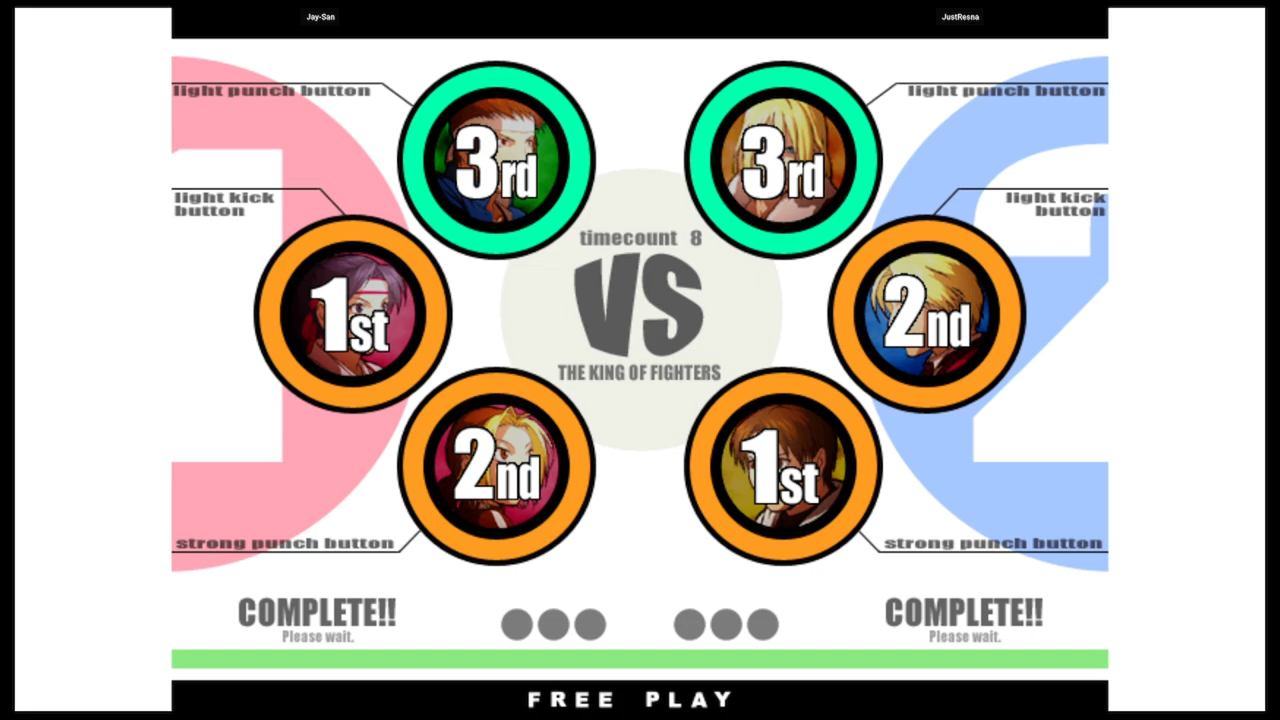 Jay-San
JustResna
light punch button
light punch button
3rd
3rd
light kick
button
light kick
button
timecount 8
VS
THE KING OF FIGHTERS
1st
2nd
2nd
1st
strong punch button
strong punch button
COMPLETE!!
Please wait.
COMPLETE!!
Please wait.
FREE PLAY
1
2